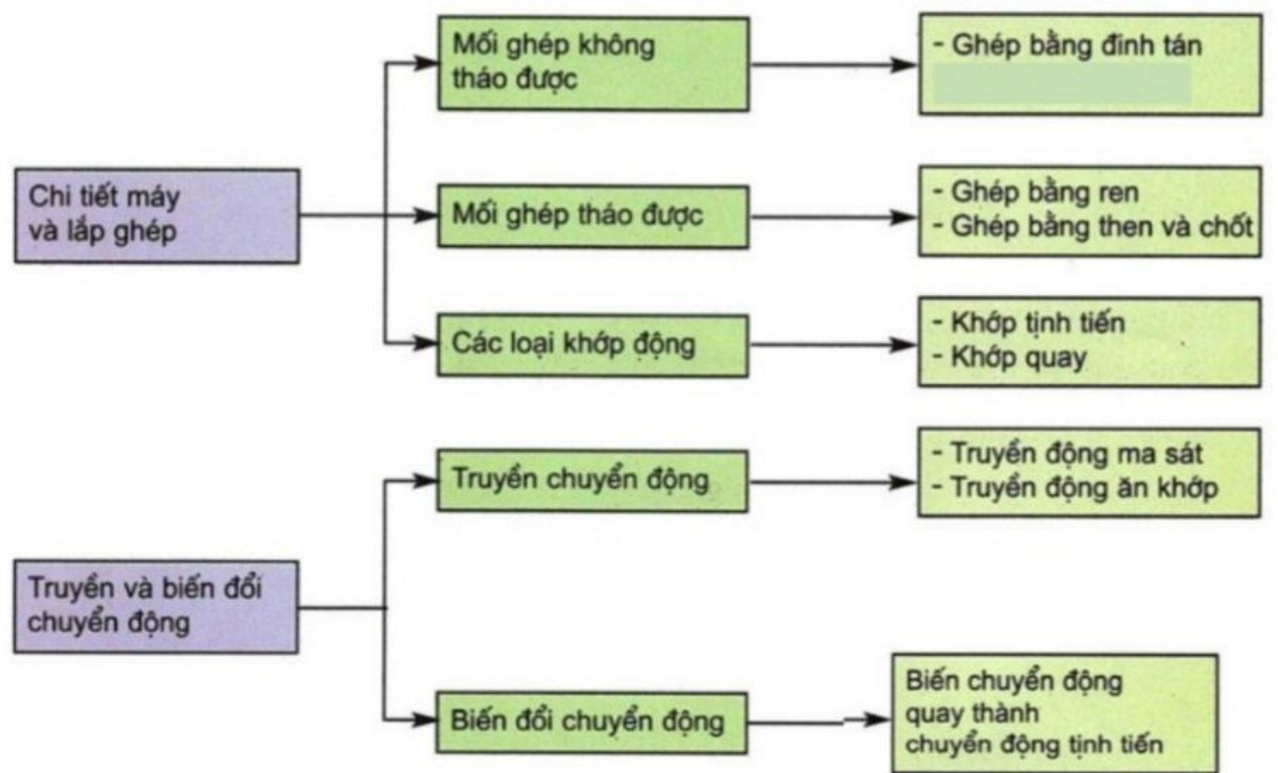 Mối ghép không
tháo được
- Ghép bằng đinh tán
Chi tiết máy
và lắp ghép
Mối ghép tháo được
- Ghép bằng ren
- Ghép bằng then và chốt
Các loại khớp động
- Khớp tịnh tiến
- Khớp quay
Truyền chuyển động
- Truyền động ma sát
- Truyền động ăn khớp
Truyền và biến đổi
chuyển động
Biến đổi chuyển động
Biến chuyển động
quay thành
chuyển động tịnh tiến